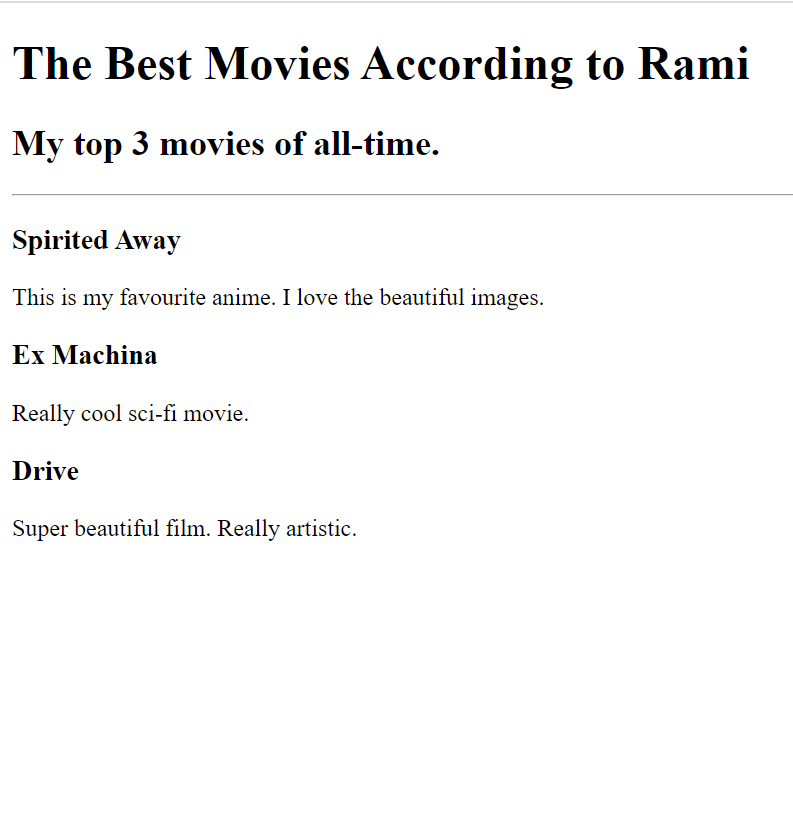 The Best Movies According to Rami
My top 3 movies of all-time.
Spirited Away
This is my favourite anime. I love the beautiful images.
Ex Machina
Really cool sci-fi movie.
Drive
Super beautiful film. Really artistic.